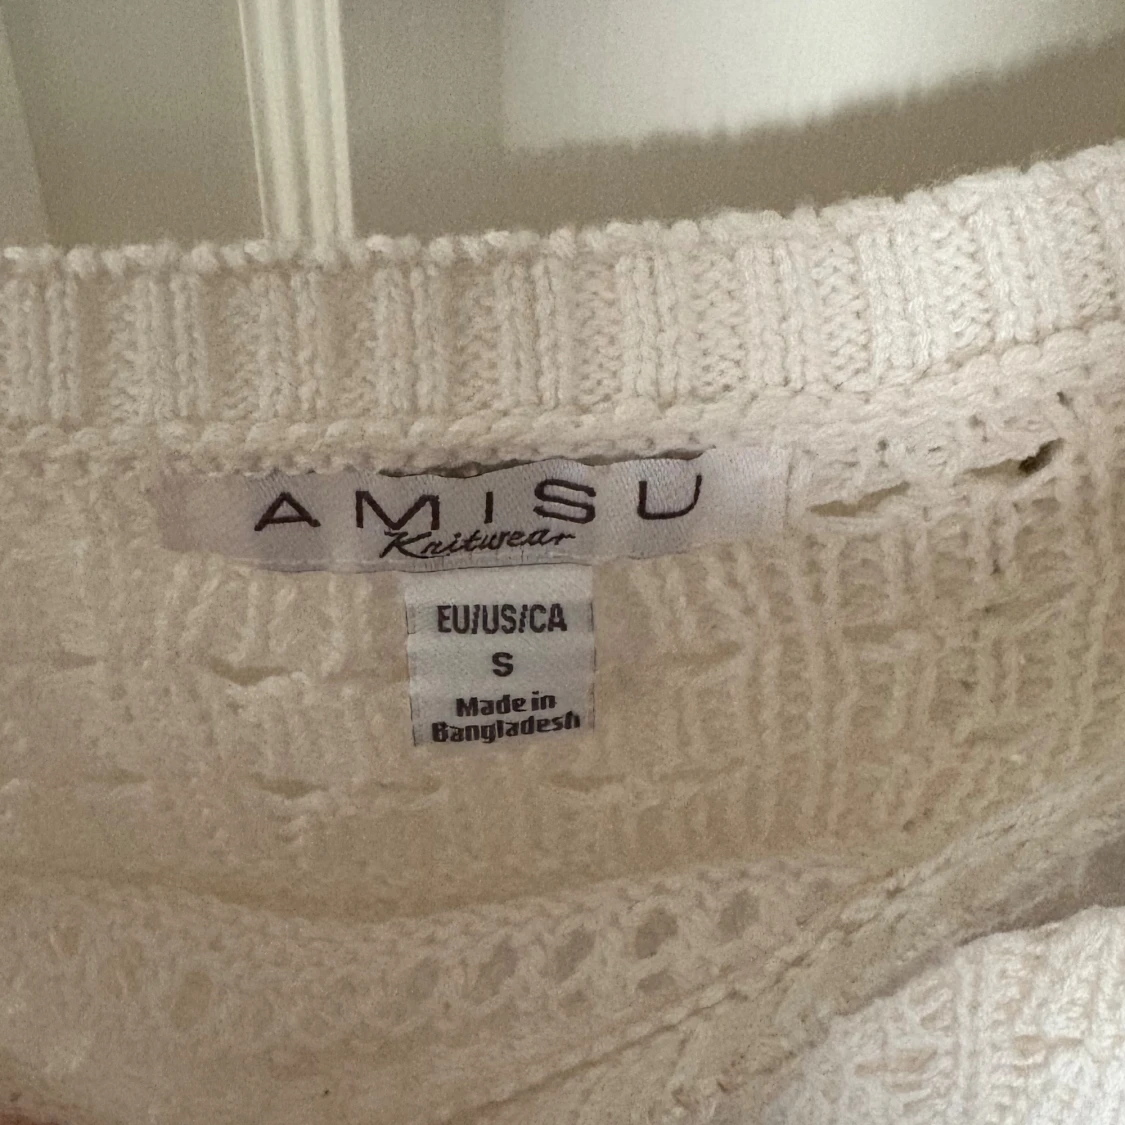 AMISU
Knitwear
EU/US/CA
S
Made in
Bangladesh